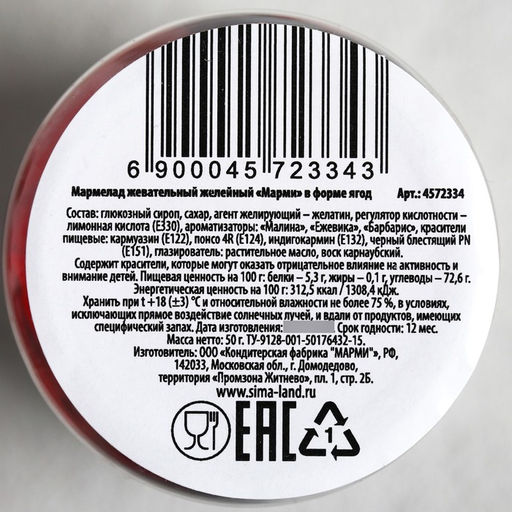 6 900045 723343
Мармелад жевательный желейный «Марми» в форме ягод Арт.: 4572334
Состав: глюкозный сироп, сахар, агент желирующий – желатин, регулятор кислотности –
лимонная кислота (Е330), ароматизаторы: «Малина», «Ежевика», «Барбарис», красители
пищевые: кармуазин (Е122), понсо 4R (Е124), индигокармин (Е132), черный блестящий PN
(Е151), глазирователь: растительное масло, воск карнаубский.
Содержит красители, которые могут оказать отрицательное влияние на активность и
внимание детей. Пищевая ценность на 100 г: белки – 5,3 г, жиры – 0,1 г, углеводы – 72,6 г.
Энергетическая ценность на 100 г: 312,5 ккал / 1308,4 кДж.
Хранить при t +18 (±3) °С и относительной влажности не более 75 %, в условиях,
исключающих прямое воздействие солнечных лучей, и вдали от продуктов, имеющих
специфический запах. Дата изготовления: Срок годности: 12 мес.
Масса нетто: 50 г. ТУ-9128-001-50176432-15.
Изготовитель: ООО «Кондитерская фабрика "МАРМИ"», РФ,
142033, Московская обл., г. Домодедово,
территория «Промзона Житнево», пл. 1, стр. 2Б.
www.sima-land.ru
EAC 1